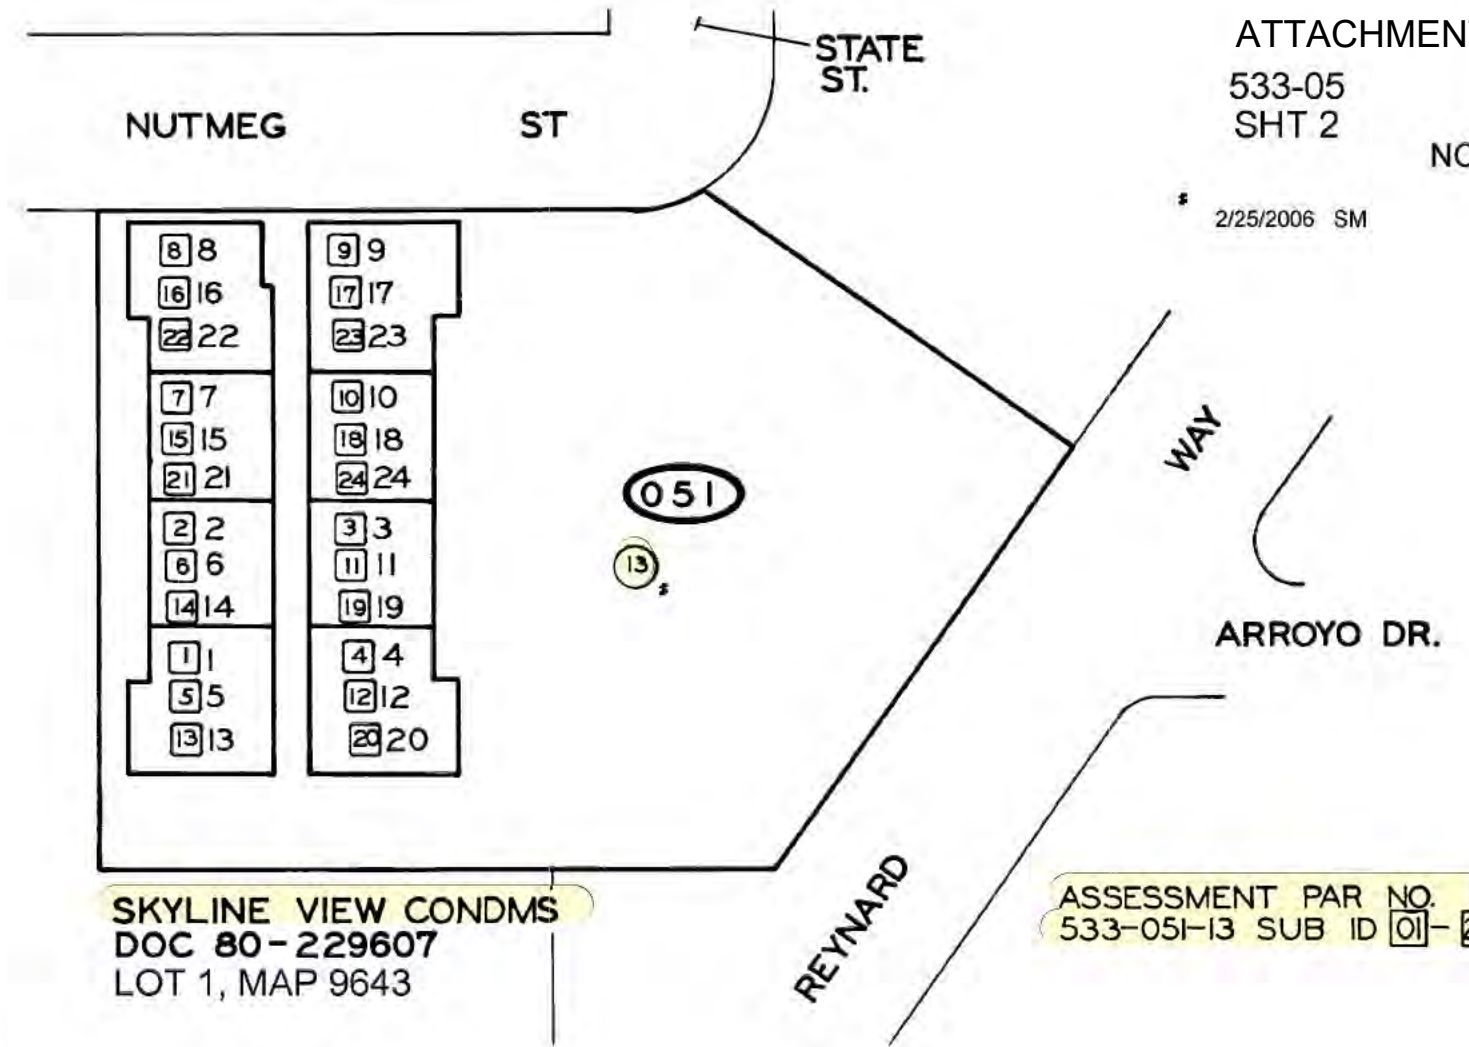 ATTACHMEN
STATE
ST.
533-05
SHT 2
NUTMEG ST
2/25/2006 SM
8 8
16 16
22 22
9 9
17 17
23 23
7 7
15 15
21 21
10 10
18 18
24 24
2 2
6 6
14 14
3 3
11 11
19 19
1 1
5 5
13 13
4 4
12 12
20 20
051
13
WAY
ARROYO DR.
REYNARD
SKYLINE VIEW CONDMS
DOC 80-229607
LOT 1, MAP 9643
ASSESSMENT PAR NO.
533-051-13 SUB ID 01-